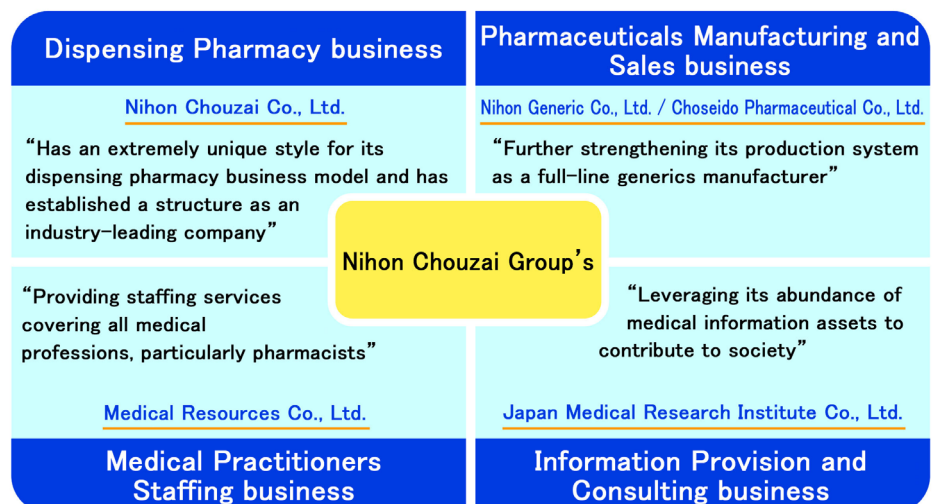 Dispensing Pharmacy business
Nihon Chouzai Co., Ltd.
“Has an extremely unique style for its
dispensing pharmacy business model and has
established a structure as an
industry-leading company”
Pharmaceuticals Manufacturing and
Sales business
Nihon Generic Co., Ltd. / Choseido Pharmaceutical Co., Ltd.
“Further strengthening its production system
as a full-line generics manufacturer”
Nihon Chouzai Group’s
“Providing staffing services
covering all medical
professions, particularly pharmacists”
Medical Resources Co., Ltd.
Medical Practitioners
Staffing business
“Leveraging its abundance of
medical information assets to
contribute to society”
Japan Medical Research Institute Co., Ltd.
Information Provision and
Consulting business